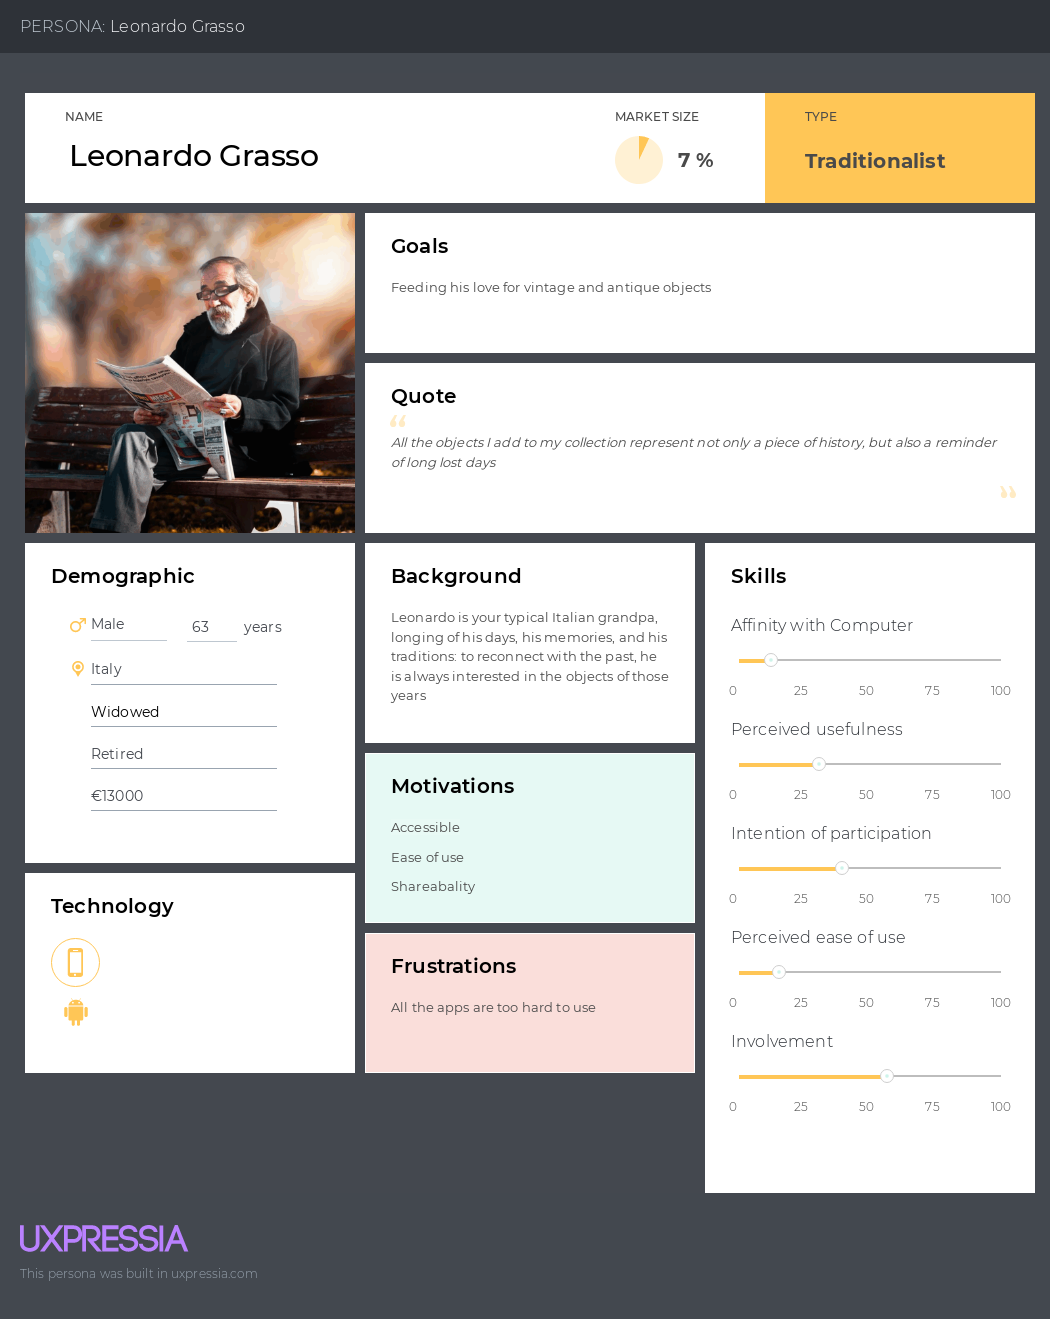 PERSONA: Leonardo Grasso
NAME
Leonardo Grasso
MARKET SIZE
7 %
TYPE
Traditionalist
Goals
Feeding his love for vintage and antique objects
Quote
“
All the objects I add to my collection represent not only a piece of history, but also a reminder
of long lost days
”
Demographic
Male 63 years
Italy
Widowed
Retired
€13000
Technology
Background
Leonardo is your typical Italian grandpa,
longing of his days, his memories, and his
traditions: to reconnect with the past, he
is always interested in the objects of those
years
Motivations
Accessible
Ease of use
Shareabality
Frustrations
All the apps are too hard to use
Skills
Affinity with Computer
0 25 50 75 100
Perceived usefulness
0 25 50 75 100
Intention of participation
0 25 50 75 100
Perceived ease of use
0 25 50 75 100
Involvement
0 25 50 75 100
UXPRESSIA
This persona was built in uxpressia.com